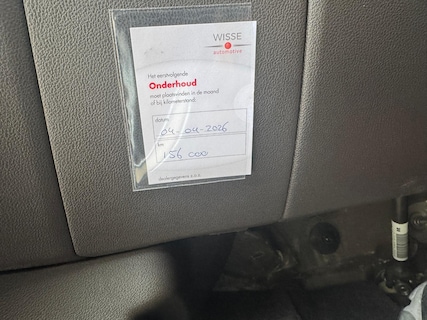 WISSE
automotive
Het eerstvolgende
Onderhoud
moet plaatsvinden in de maand
of bij kilometerstand:
datum
04-04-2026
km
156 000
dealergegevens z.o.z.